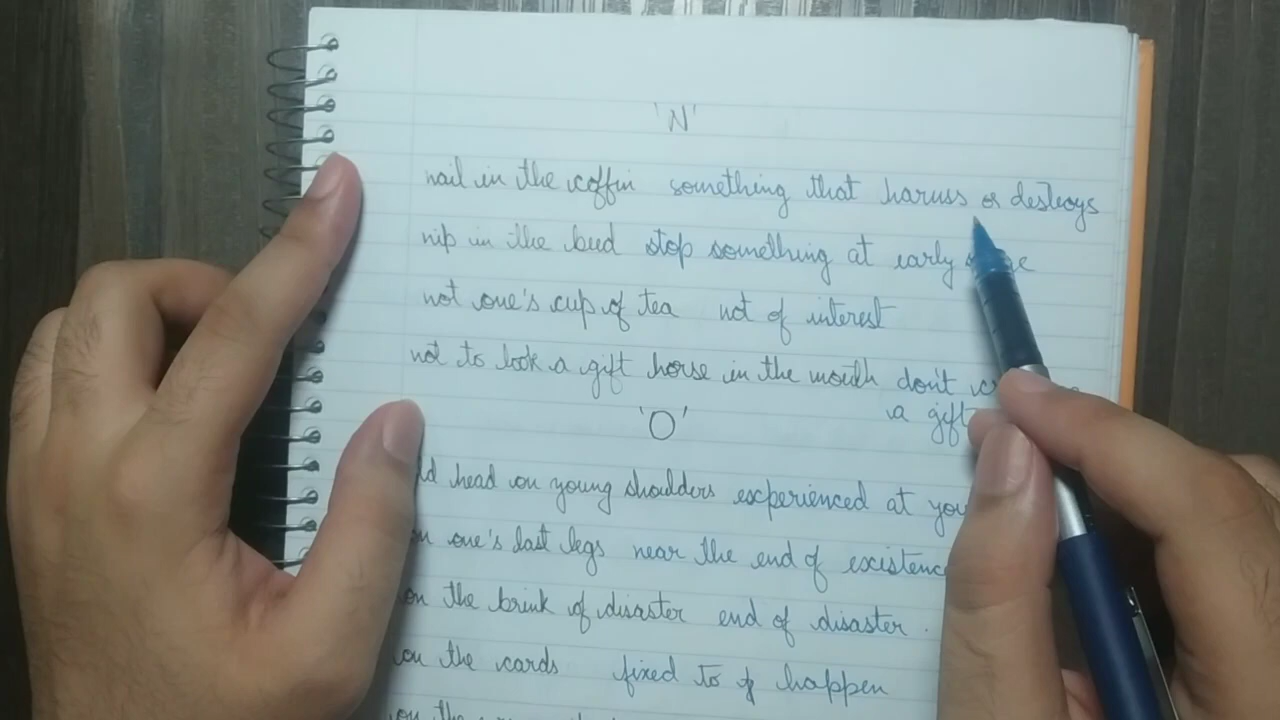 'N'
nail in the coffin something that harms or destroys
nip in the bud stop something at early
not one's cup of tea not of interest
not to look a gift horse in the mouth don't
a gift
'O'
head on young shoulders experienced at
one's last legs near the end of existence
on the brink of disaster end of disaster.
on the cards fixed to happen
on the